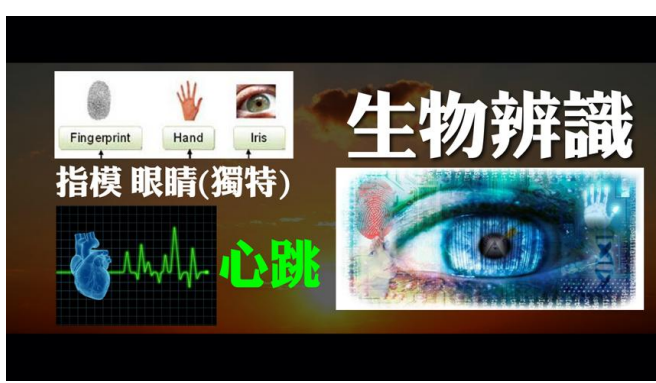 Fingerprint Hand Iris
生物辨識
指模 眼睛(獨特)
心跳